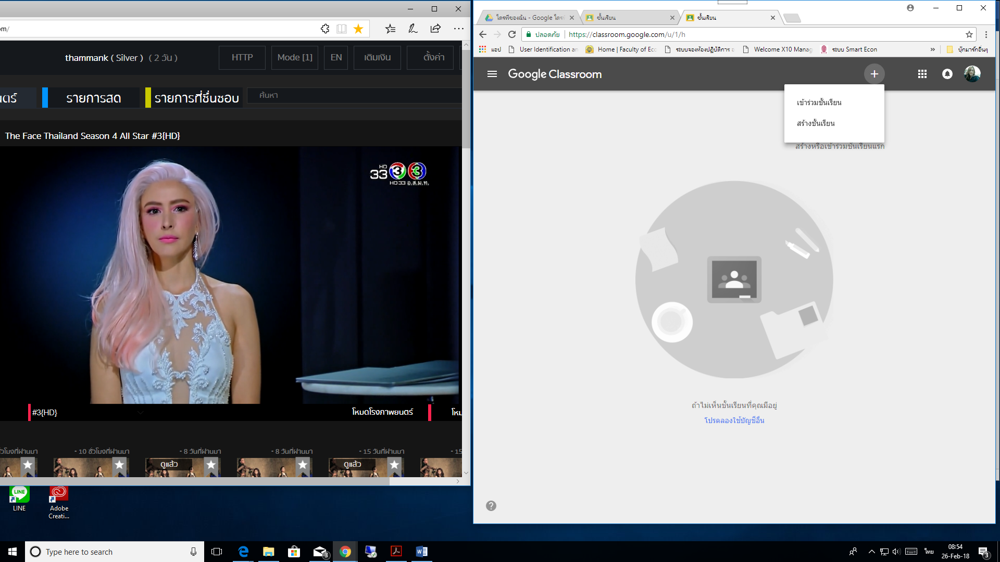 om/
thammank ( Silver ) ( 2 วัน )
HTTP
Mode [1]
EN
เติมเงิน
ตั้งค่า
นตร์
รายการสด
รายการที่ชื่นชอบ
ค้นหา
The Face Thailand Season 4 All Star #3{HD}
HD
33 3 3
HD 33 อ.ส.ม.ท.
#3{HD}
โหมดโรงภาพยนตร์
โหม
ชั่วโมงที่ผ่านมา
- 10 ชั่วโมงที่ผ่านมา
- 8 วันที่ผ่านมา
- 8 วันที่ผ่านมา
- 15 วันที่ผ่านมา
- 15
ดูแล้ว
ดูแล้ว
LINE
LINE
Adobe
Creati...
ไดรฟ์ของฉัน - Google ไดรฟ์
ชั้นเรียน
ชั้นเรียน
ปลอดภัย
https://classroom.google.com/u/1/h
แอป
User Identification an
Home | Faculty of Eco
ระบบจองห้องปฏิบัติการ
Welcome X10 Manag
ระบบ Smart Econ
»
บุ๊กมาร์กอื่นๆ
Google Classroom
เข้าร่วมชั้นเรียน
สร้างชั้นเรียน
สร้างหรือเข้าร่วมชั้นเรียนแรก
ถ้าไม่เห็นชั้นเรียนที่คุณมีอยู่
โปรดลองใช้บัญชีอื่น
Type here to search
3
ไทย
08:54
26-Feb-18
3